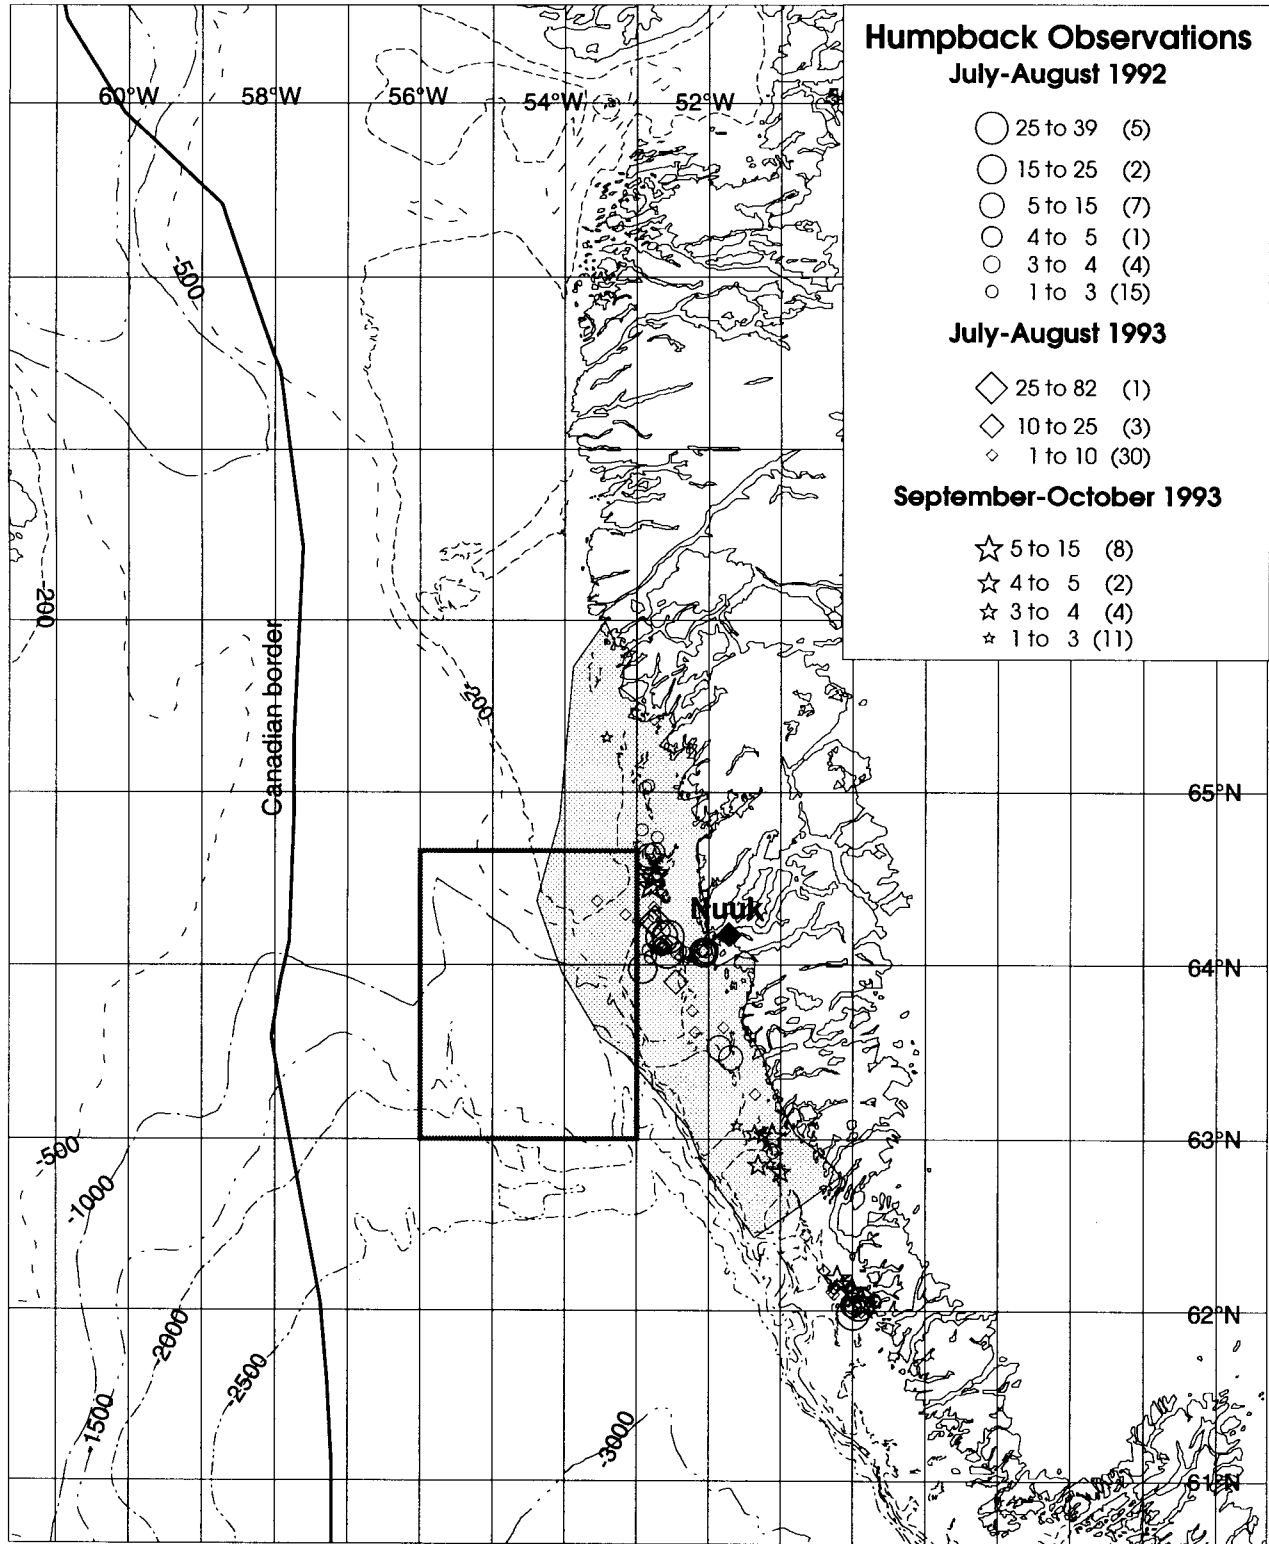 Humpback Observations
July-August 1992
25 to 39 (5)
15 to 25 (2)
5 to 15 (7)
4 to 5 (1)
3 to 4 (4)
1 to 3 (15)
July-August 1993
25 to 82 (1)
10 to 25 (3)
1 to 10 (30)
September-October 1993
5 to 15 (8)
4 to 5 (2)
3 to 4 (4)
1 to 3 (11)
60°W
58°W
56°W
54°W
52°W
-500
-200
Canadian border
-200
65°N
Nuuk
64°N
63°N
-500
-1000
62°N
-2000
-2500
-1500
-3000
61°N